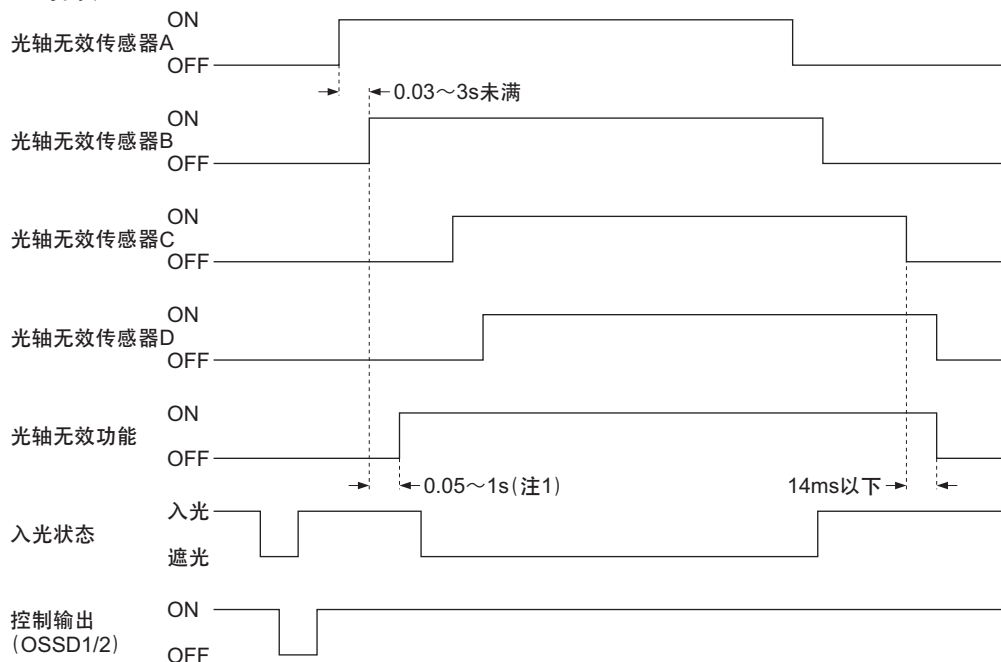 ON
光轴无效传感器A
OFF
0.03～3s未满
ON
光轴无效传感器B
OFF
ON
光轴无效传感器C
OFF
ON
光轴无效传感器D
OFF
ON
光轴无效功能
OFF
0.05～1s(注1)
14ms以下
入光
入光状态
遮光
ON
控制输出
(OSSD1/2)
OFF